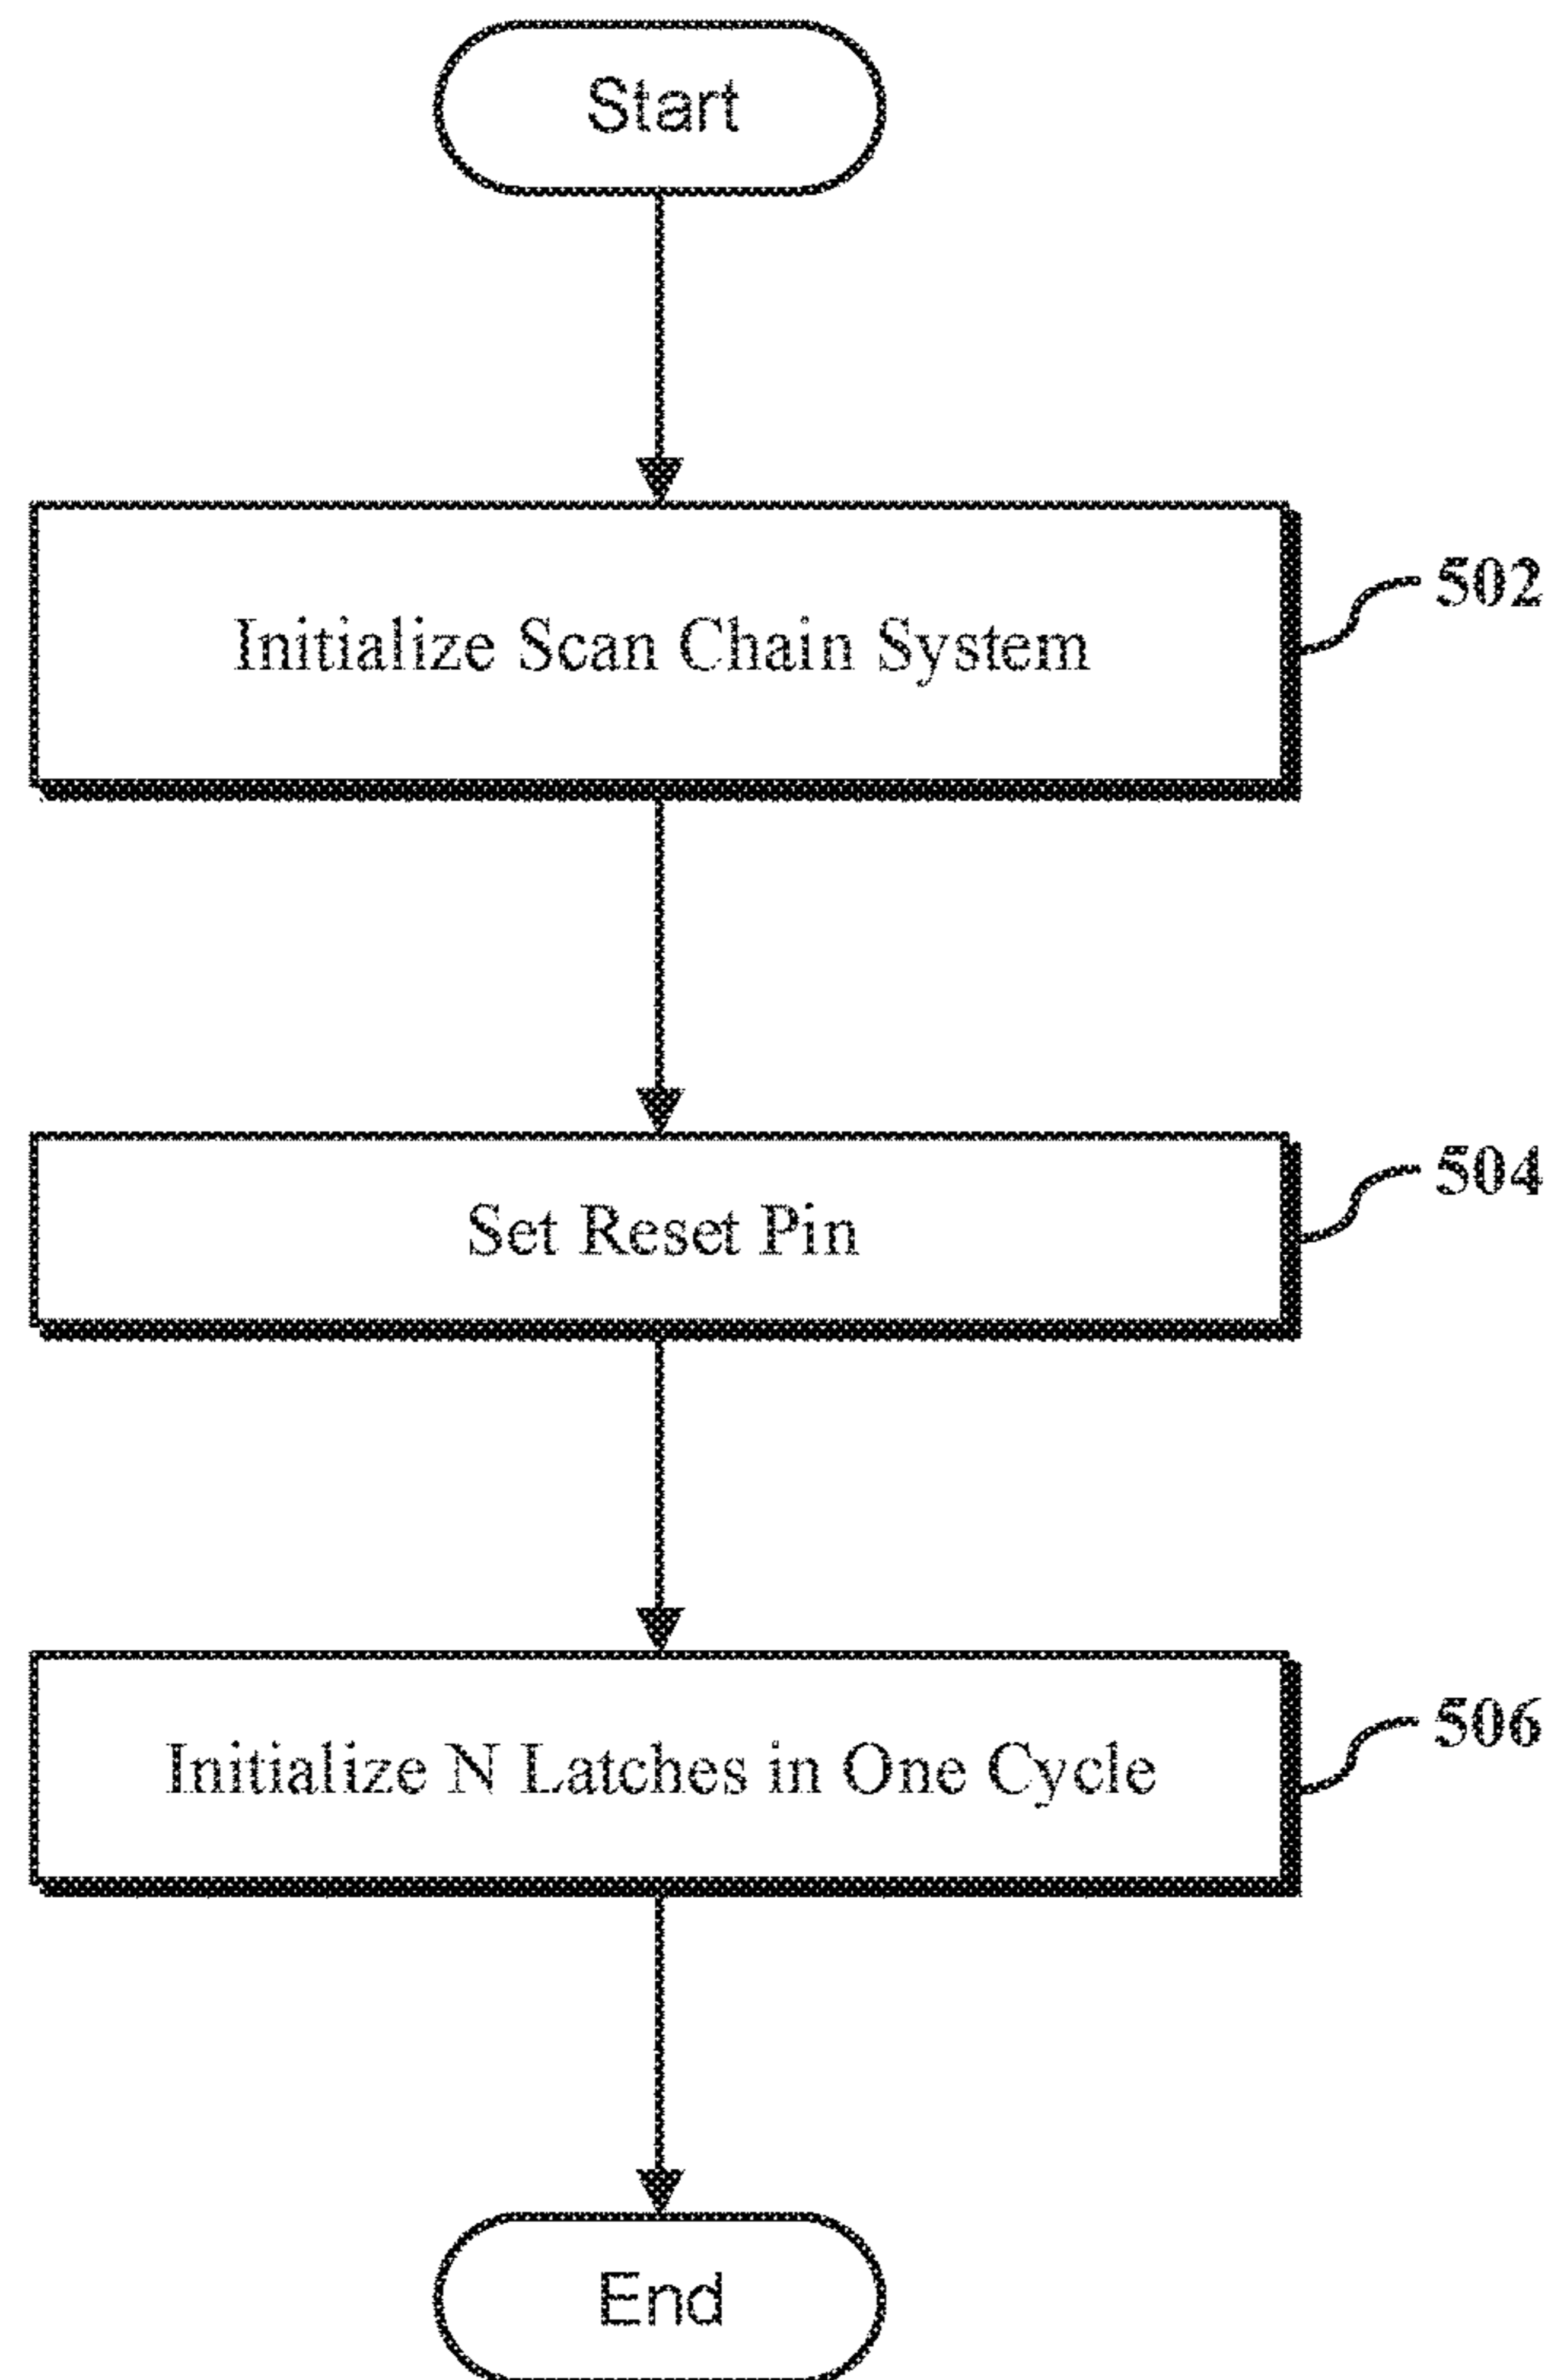 Start
Initialize Scan Chain System
502
Set Reset Pin
504
Initialize N Latches in One Cycle
506
End